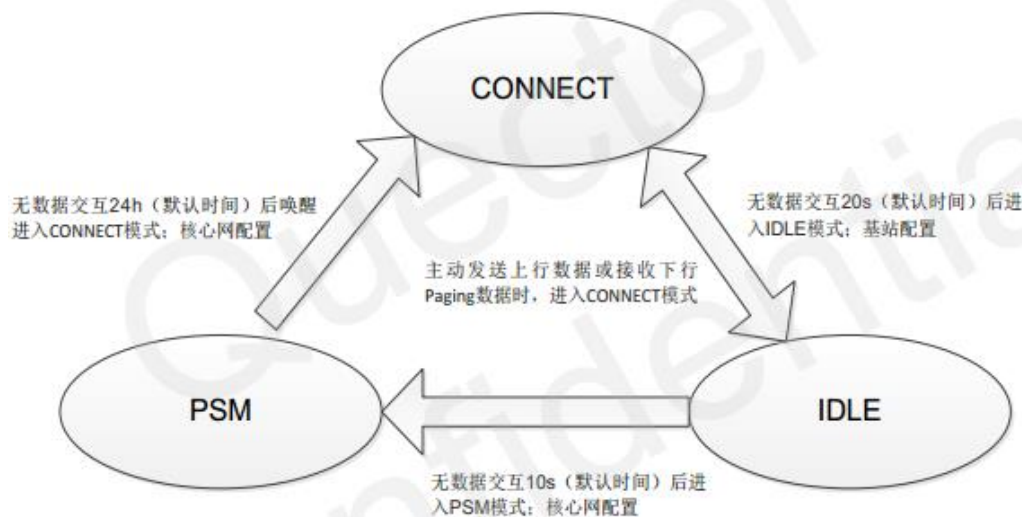 CONNECT
无数据交互24h（默认时间）后唤醒
进入CONNECT模式；核心网配置
无数据交互20s（默认时间）后进
入IDLE模式；基站配置
主动发送上行数据或接收下行
Paging数据时，进入CONNECT模式
PSM
IDLE
无数据交互10s（默认时间）后进
入PSM模式；核心网配置
Quectel
Confidential